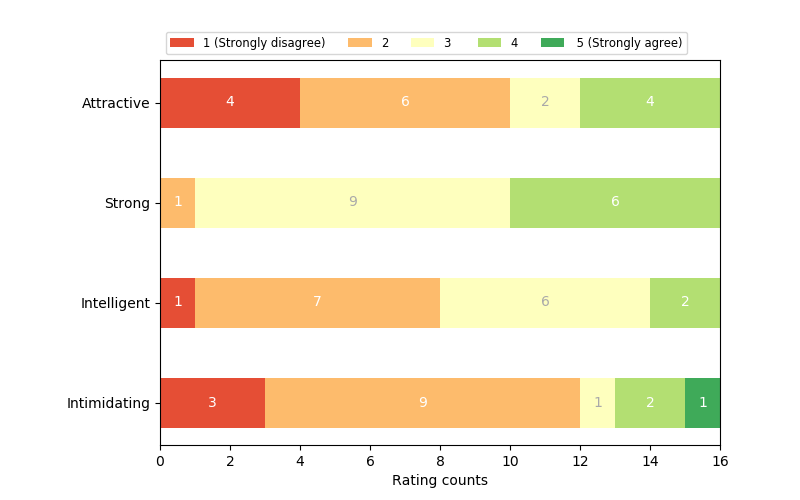 1 (Strongly disagree) 2 3 4 5 (Strongly agree)
Attractive 4 6 2 4
Strong 1 9 6
Intelligent 1 7 6 2
Intimidating 3 9 1 2 1
0 2 4 6 8 10 12 14 16
Rating counts